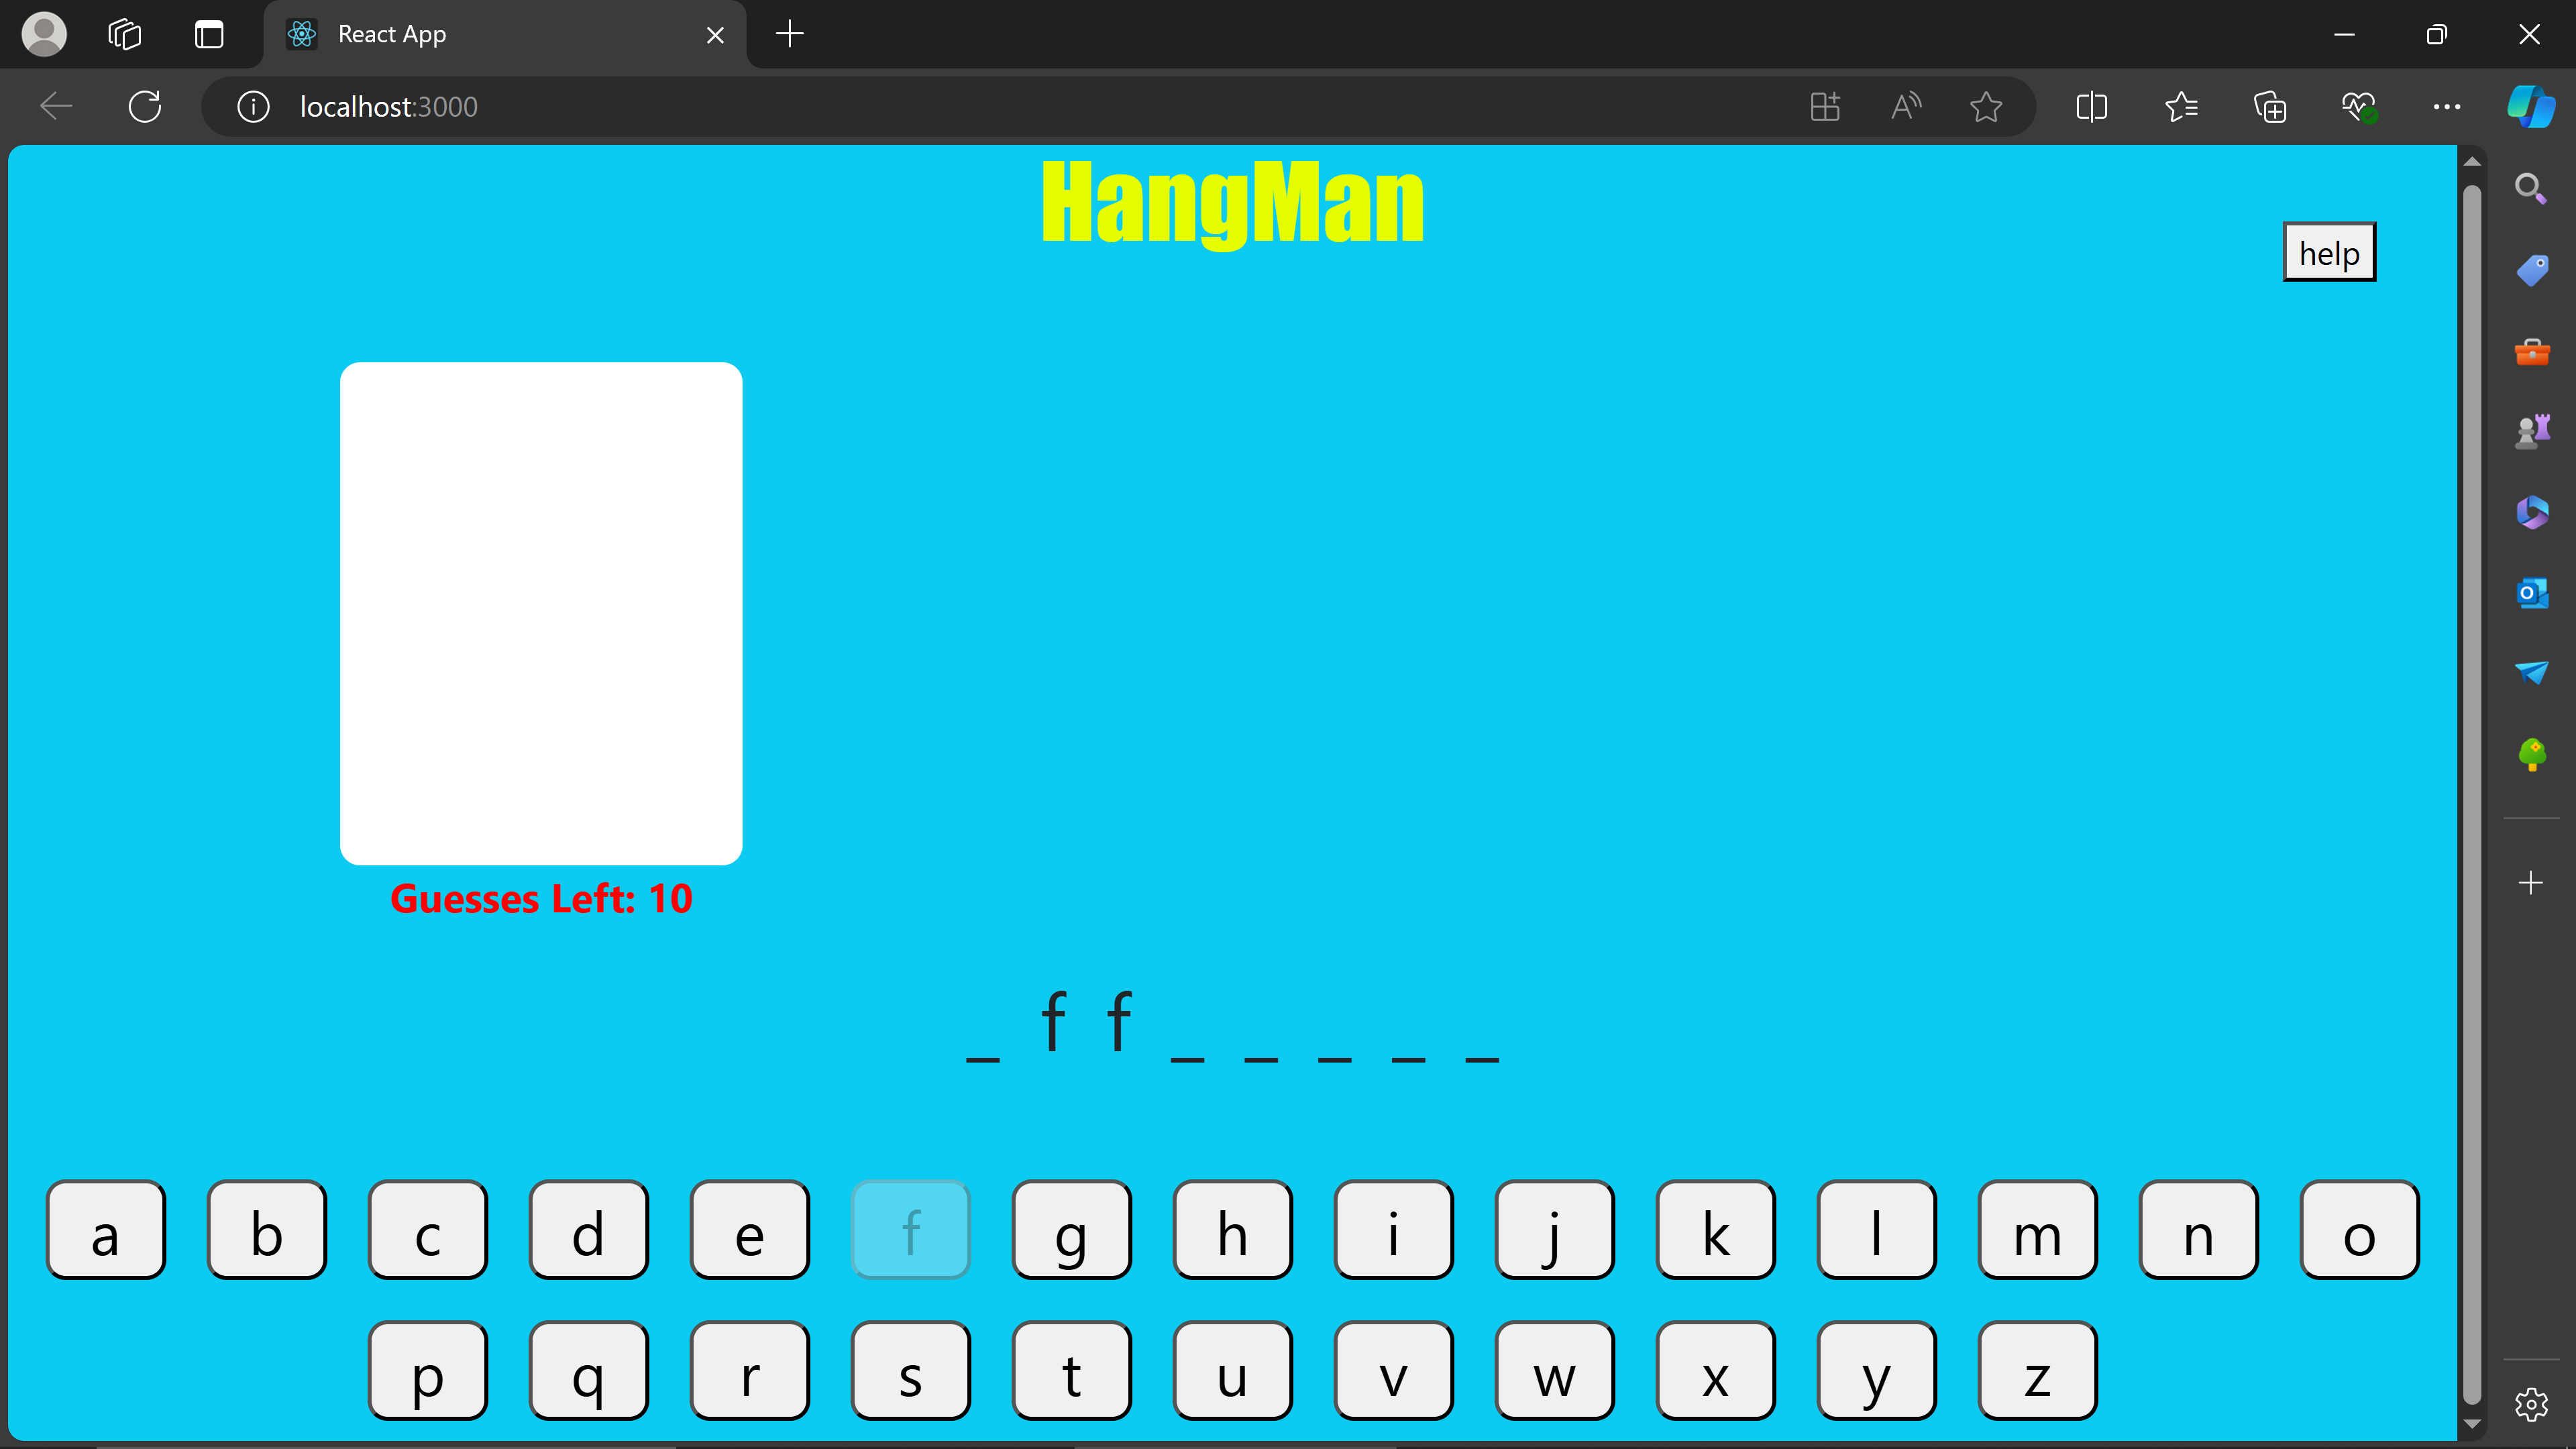 React App
localhost:3000
HangMan
help
Guesses Left: 10
_ f f _ _ _ _ _
a b c d e f g h i j k l m n o
p q r s t u v w x y z